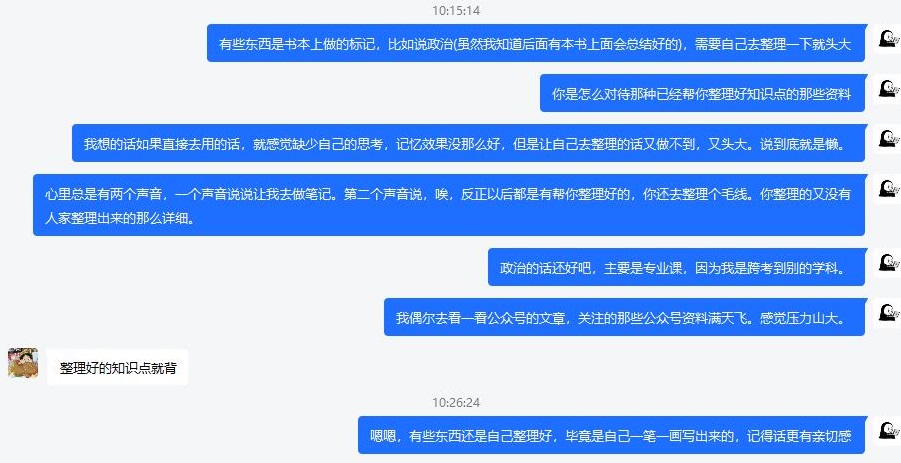 10:15:14
有些东西是书本上做的标记，比如说政治(虽然我知道后面有本书上面会总结好的)，需要自己去整理一下就头大
你是怎么对待那种已经帮你整理好知识点的那些资料
我想的话如果直接去用的话，就感觉缺少自己的思考，记忆效果没那么好，但是让自己去整理的话又做不到，又头大。说到底就是懒。
心里总是有两个声音，一个声音说说让我去做笔记。第二个声音说，唉，反正以后都是有帮你整理好的，你还去整理个毛线。你整理的又没有
人家整理出来的那么详细。
政治的话还好吧，主要是专业课，因为我是跨考到别的学科。
我偶尔去看一看公众号的文章，关注的那些公众号资料满天飞。感觉压力山大。
整理好的知识点就背
10:26:24
嗯嗯，有些东西还是自己整理好，毕竟是自己一笔一画写出来的，记得话更有亲切感